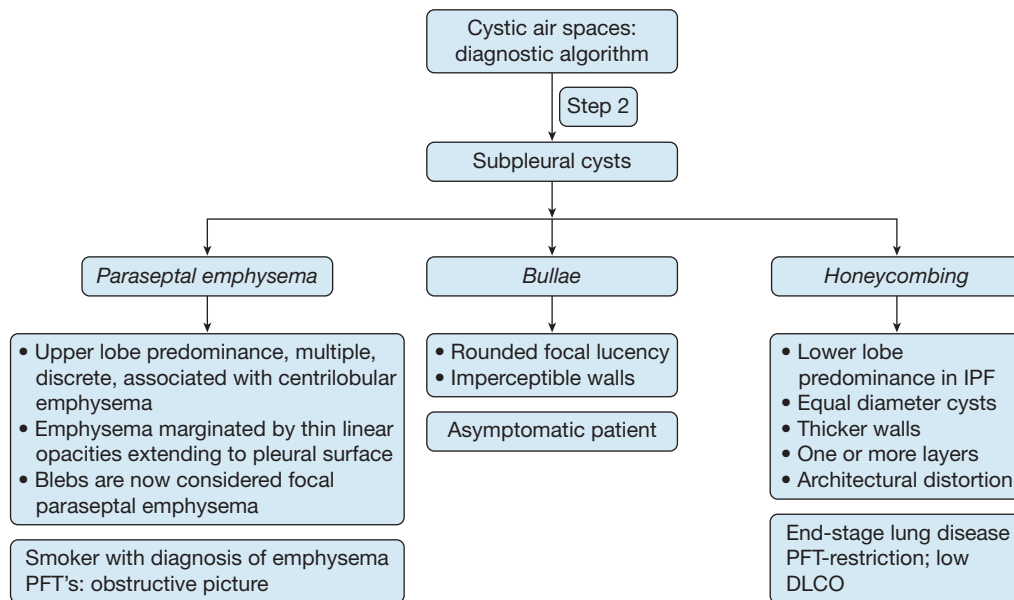 Cystic air spaces:
diagnostic algorithm
Step 2
Subpleural cysts
Paraseptal emphysema
• Upper lobe predominance, multiple,
discrete, associated with centrilobular
emphysema
• Emphysema marginated by thin linear
opacities extending to pleural surface
• Blebs are now considered focal
paraseptal emphysema
Smoker with diagnosis of emphysema
PFT's: obstructive picture
Bullae
• Rounded focal lucency
• Imperceptible walls
Asymptomatic patient
Honeycombing
• Lower lobe
predominance in IPF
• Equal diameter cysts
• Thicker walls
• One or more layers
• Architectural distortion
End-stage lung disease
PFT-restriction; low
DLCO